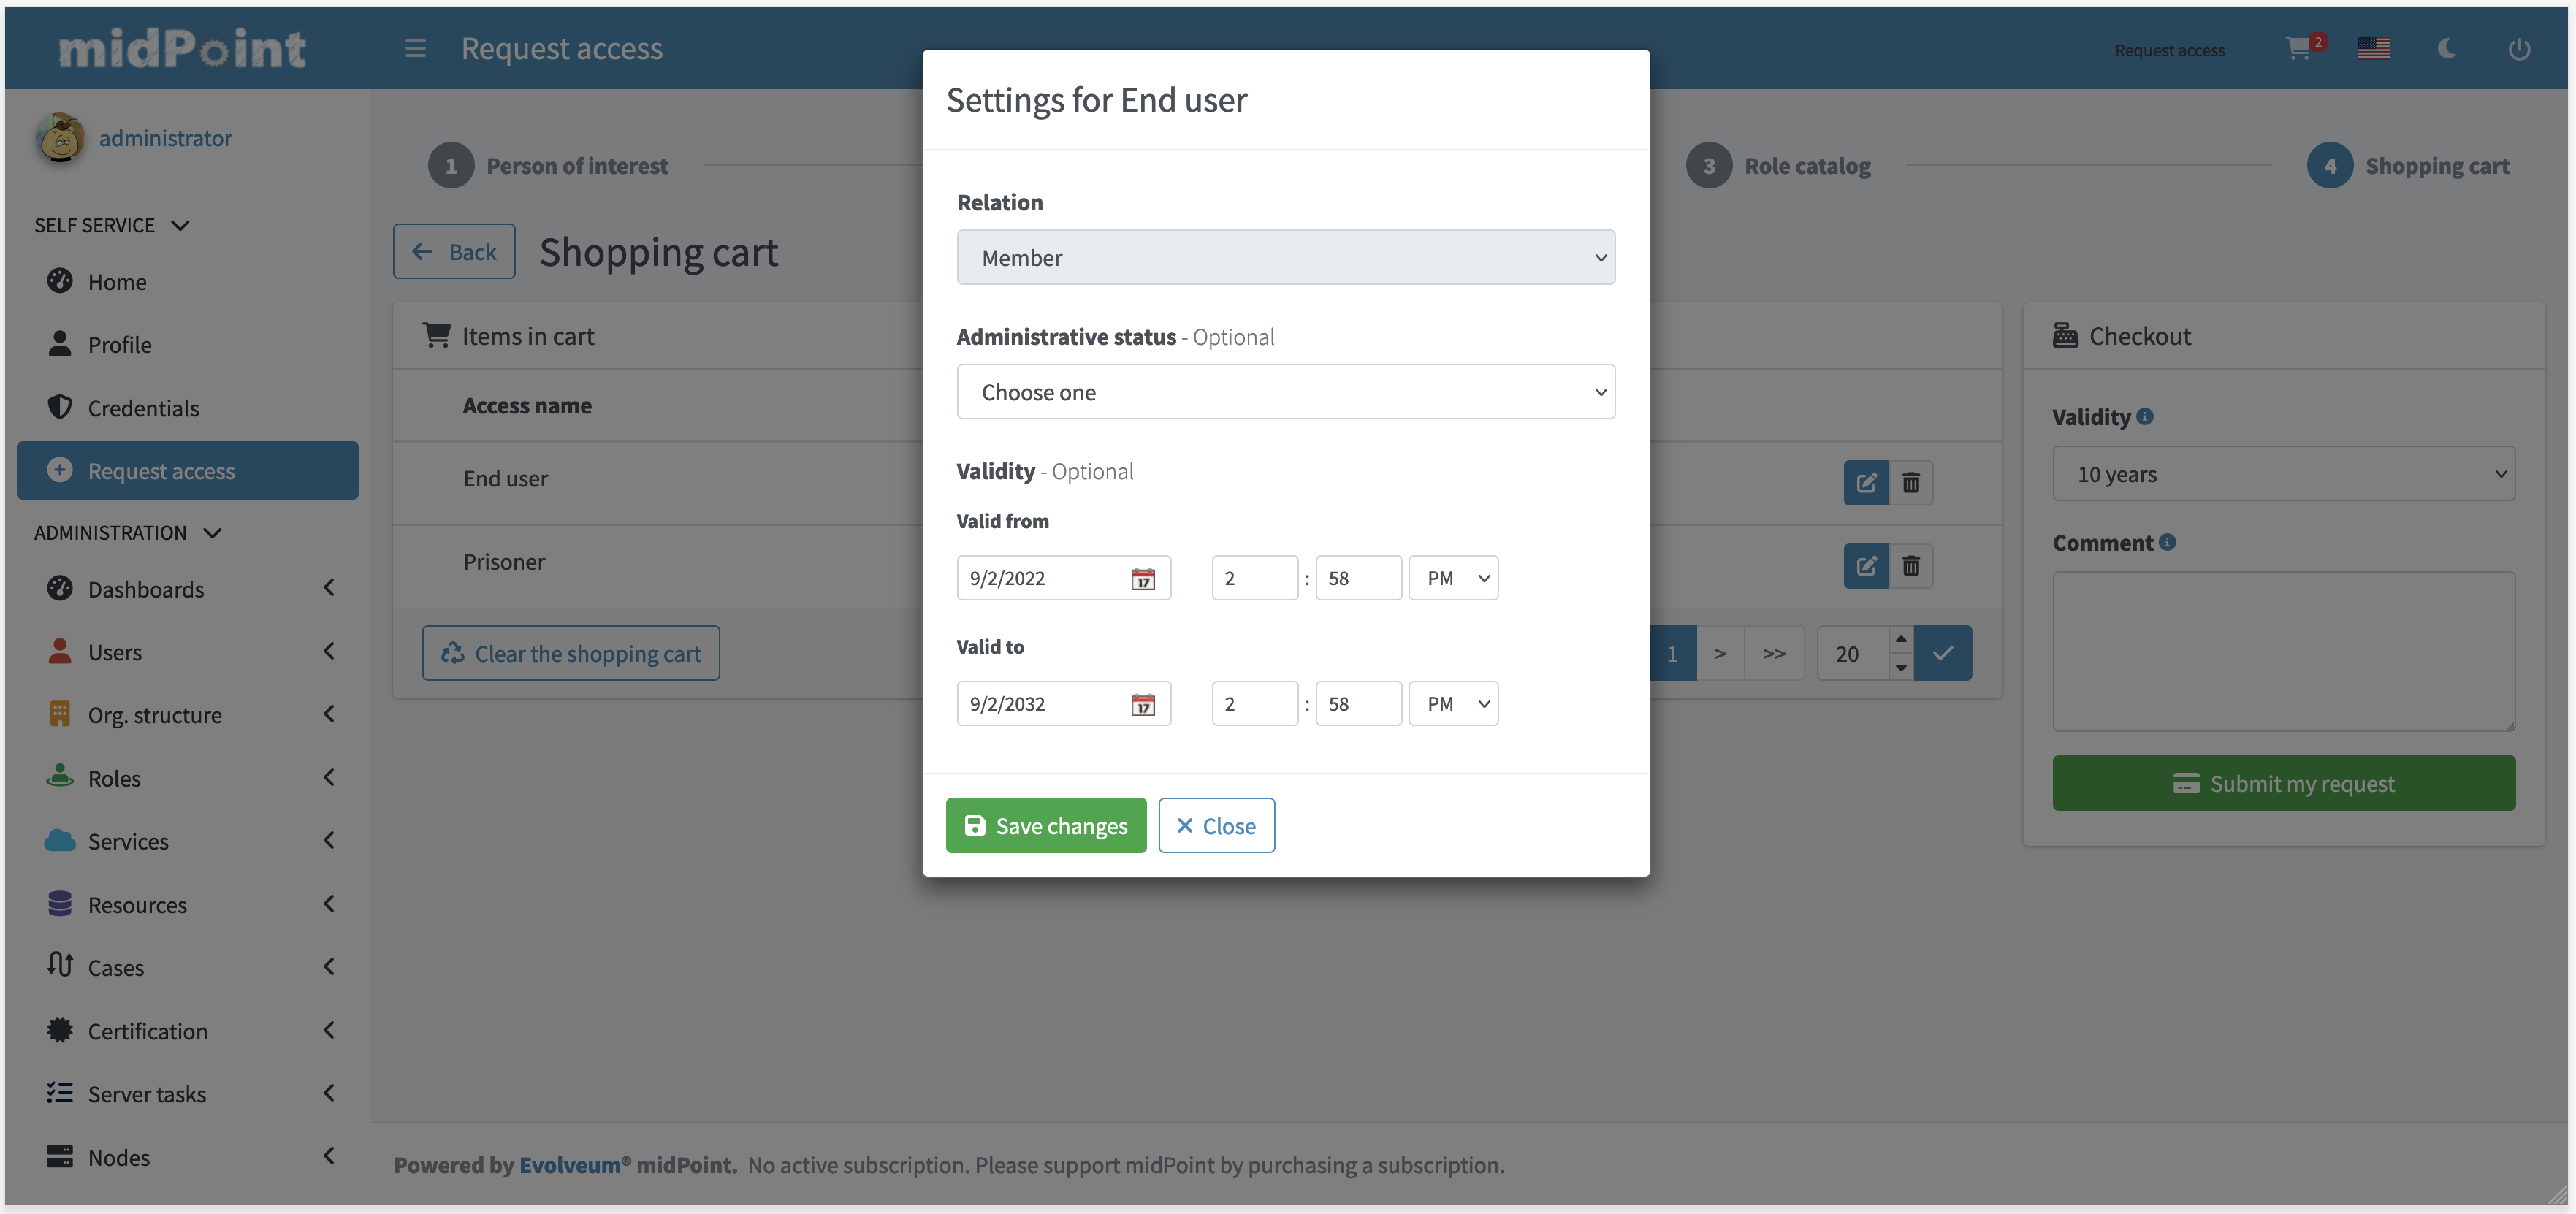 midPoint
Request access
Request access
2
administrator
SELF SERVICE
Home
Profile
Credentials
Request access
ADMINISTRATION
Dashboards
Users
Org. structure
Roles
Services
Resources
Cases
Certification
Server tasks
Nodes
1 Person of interest
3 Role catalog
4 Shopping cart
Back
Shopping cart
Items in cart
Access name
End user
Prisoner
Clear the shopping cart
1 > >> 20
Settings for End user
Relation
Member
Administrative status - Optional
Choose one
Validity - Optional
Valid from
9/2/2022 17 2 : 58 PM
Valid to
9/2/2032 17 2 : 58 PM
Save changes
Close
Checkout
Validity
10 years
Comment
Submit my request
Powered by Evolveum® midPoint. No active subscription. Please support midPoint by purchasing a subscription.